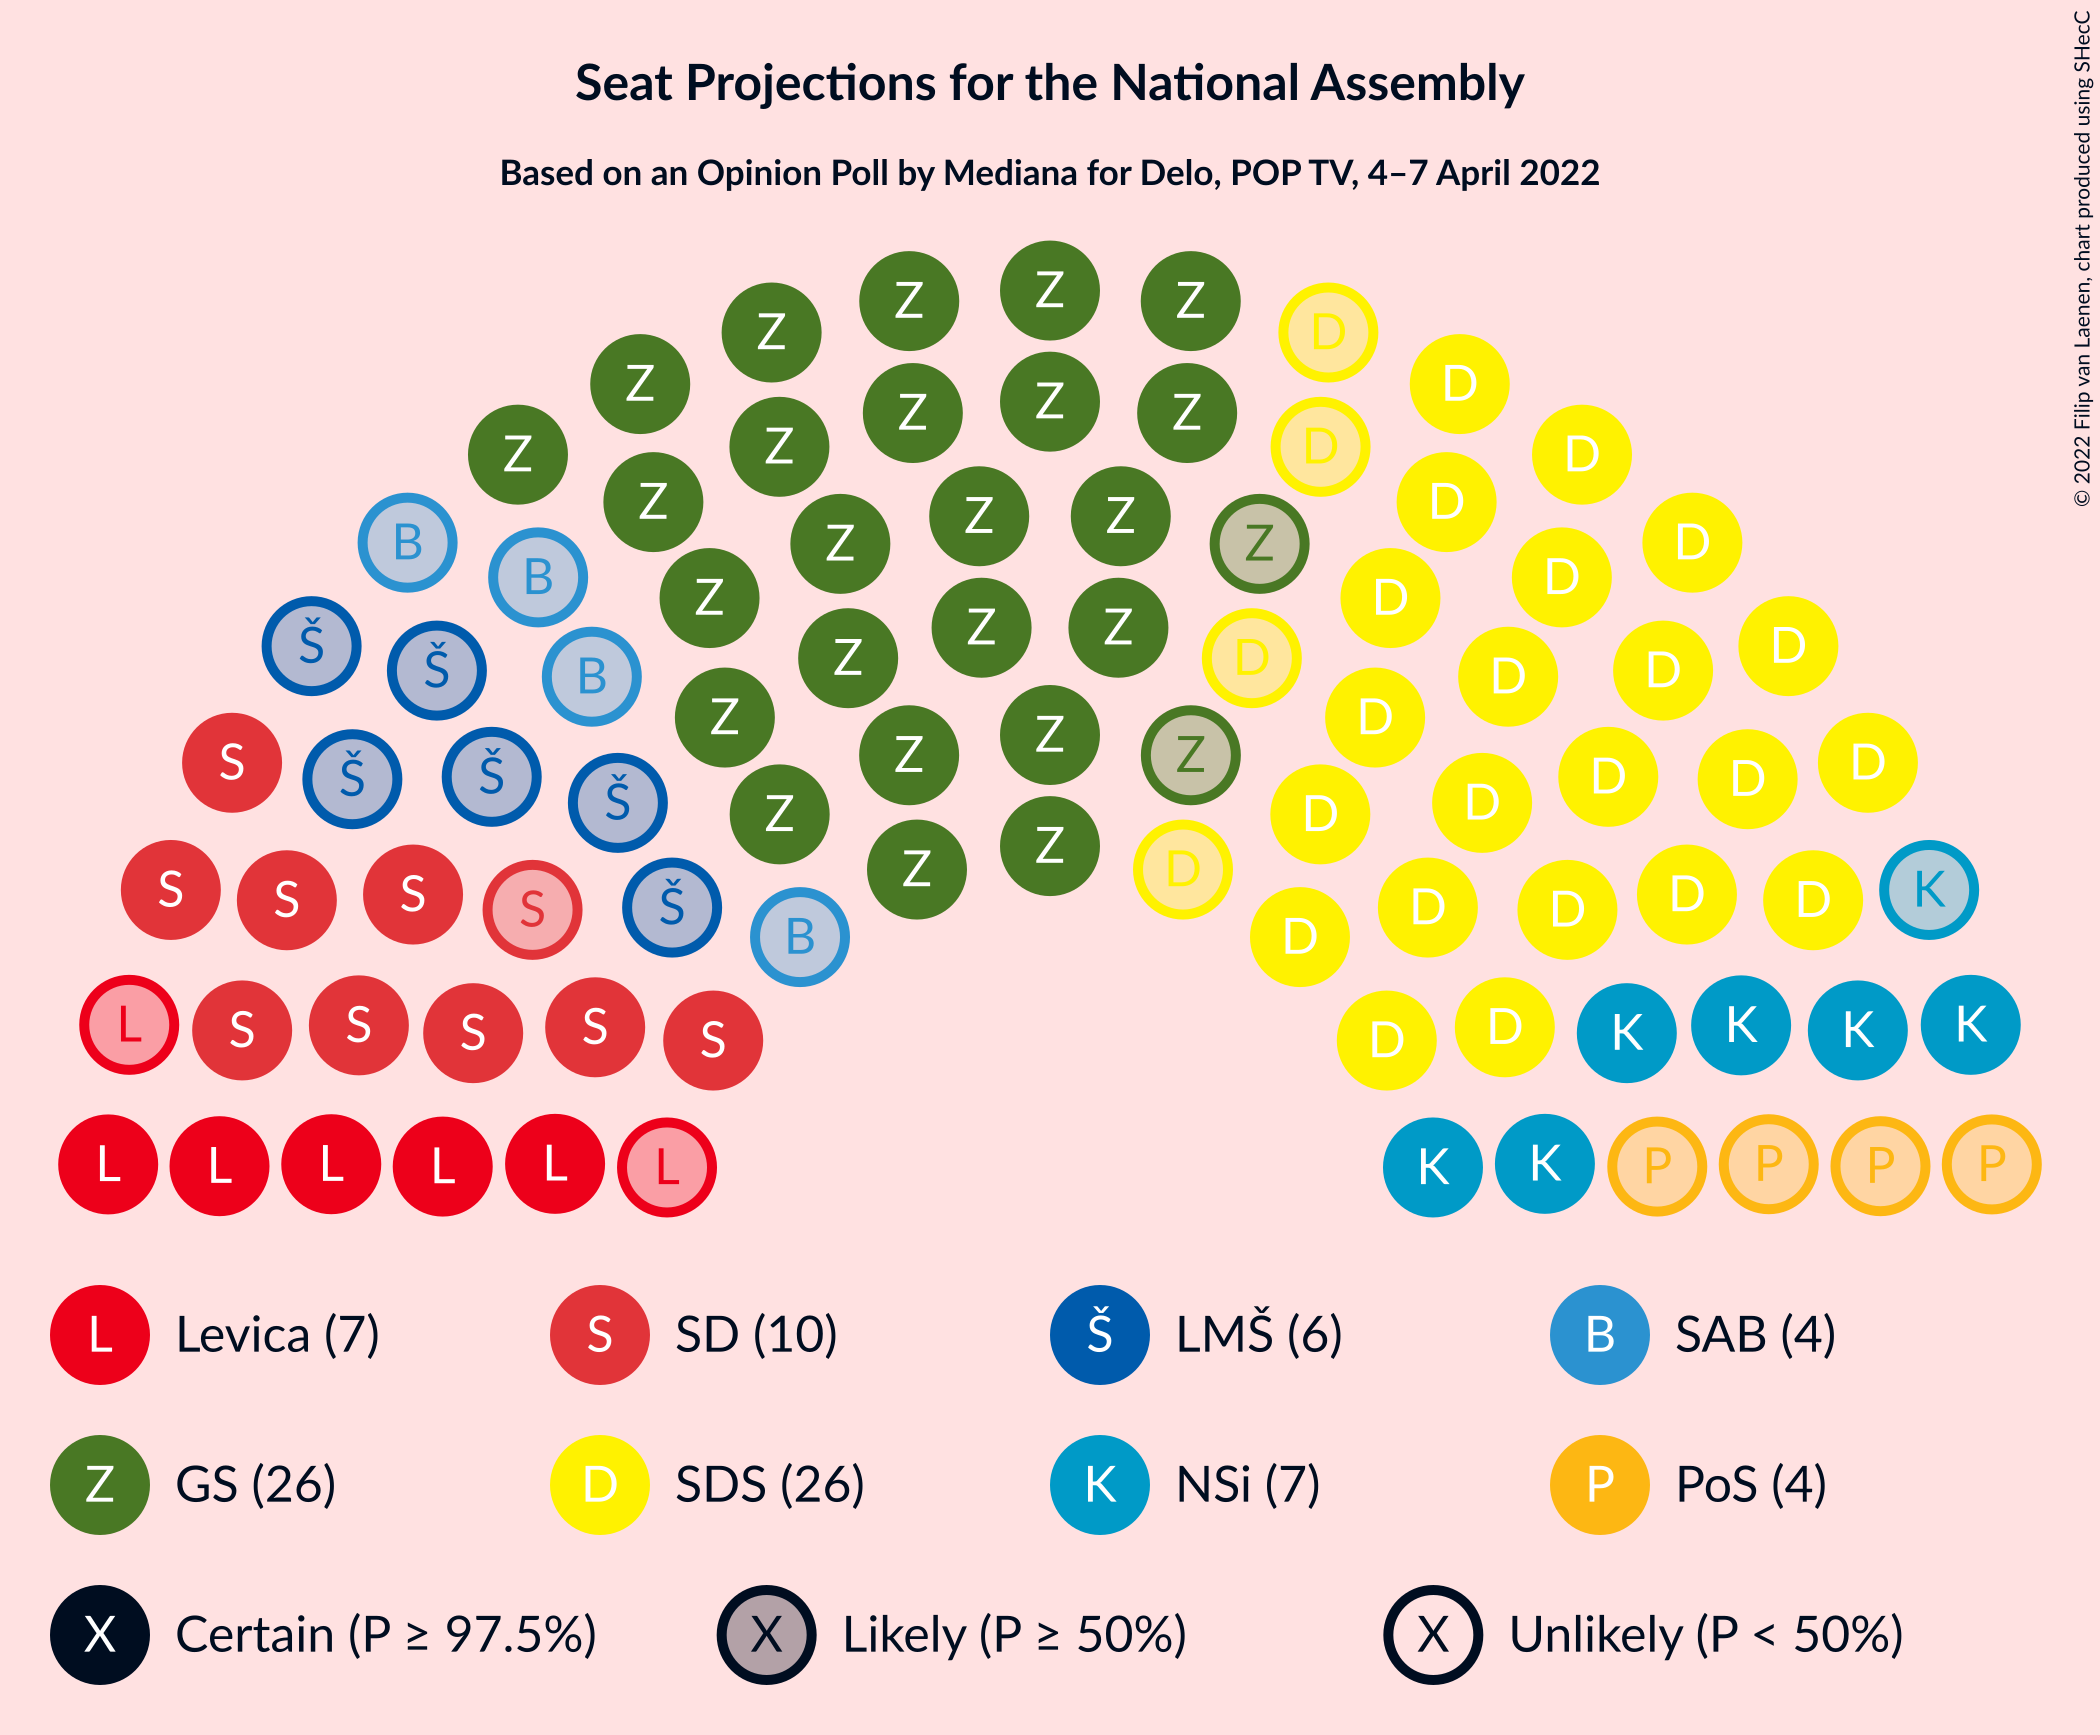 Seat Projections for the National Assembly
Based on an Opinion Poll by Mediana for Delo, POP TV, 4–7 April 2022
© 2022 Filip van Laenen, chart produced using SHecC
Z
Z Z
Z Z D
Z Z D
Z
Z Z Z
Z Z D
Z D
Z Z Z D
B Z D
B D
Z Z D
Š B Z Z Z D D
Š B Z D D D
S Z Z Z D D D
Š Š Š D D D
Z Z D
S S S S Š Z Z D D D D D K
B D
L S S S S S D D K K K K
L L L L L L K K P P P P
L Levica (7) S SD (10) Š LMŠ (6) B SAB (4)
Z GS (26) D SDS (26) K NSi (7) P PoS (4)
X Certain (P ≥ 97.5%) X Likely (P ≥ 50%) X Unlikely (P < 50%)